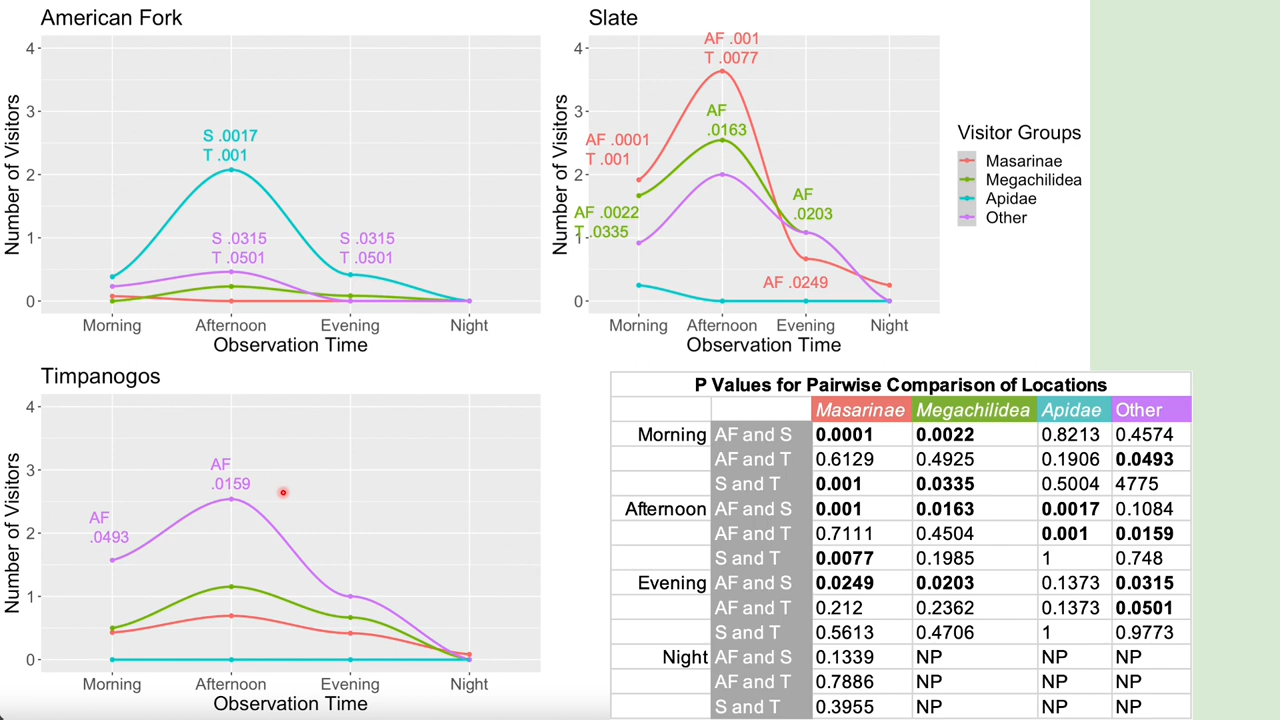 American Fork
4
3
2
1
0
Number of Visitors
S .0017
T .001
S .0315
T .0501
S .0315
T .0501
Morning Afternoon Evening Night
Observation Time
Slate
4
3
2
1
0
Number of Visitors
AF .001
T .0077
AF
.0163
AF .0001
T .001
AF .0022
T .0335
AF
.0203
AF .0249
Morning Afternoon Evening Night
Observation Time
Visitor Groups
Masarinae
Megachilidea
Apidae
Other
Timpanogos
4
3
2
1
0
Number of Visitors
AF
.0159
AF
.0493
Morning Afternoon Evening Night
Observation Time
P Values for Pairwise Comparison of Locations
Masarinae Megachilidea Apidae Other
Morning AF and S 0.0001 0.0022 0.8213 0.4574
AF and T 0.6129 0.4925 0.1906 0.0493
S and T 0.001 0.0335 0.5004 4775
Afternoon AF and S 0.001 0.0163 0.0017 0.1084
AF and T 0.7111 0.4504 0.001 0.0159
S and T 0.0077 0.1985 1 0.748
Evening AF and S 0.0249 0.0203 0.1373 0.0315
AF and T 0.212 0.2362 0.1373 0.0501
S and T 0.5613 0.4706 1 0.9773
Night AF and S 0.1339 NP NP NP
AF and T 0.7886 NP NP NP
S and T 0.3955 NP NP NP